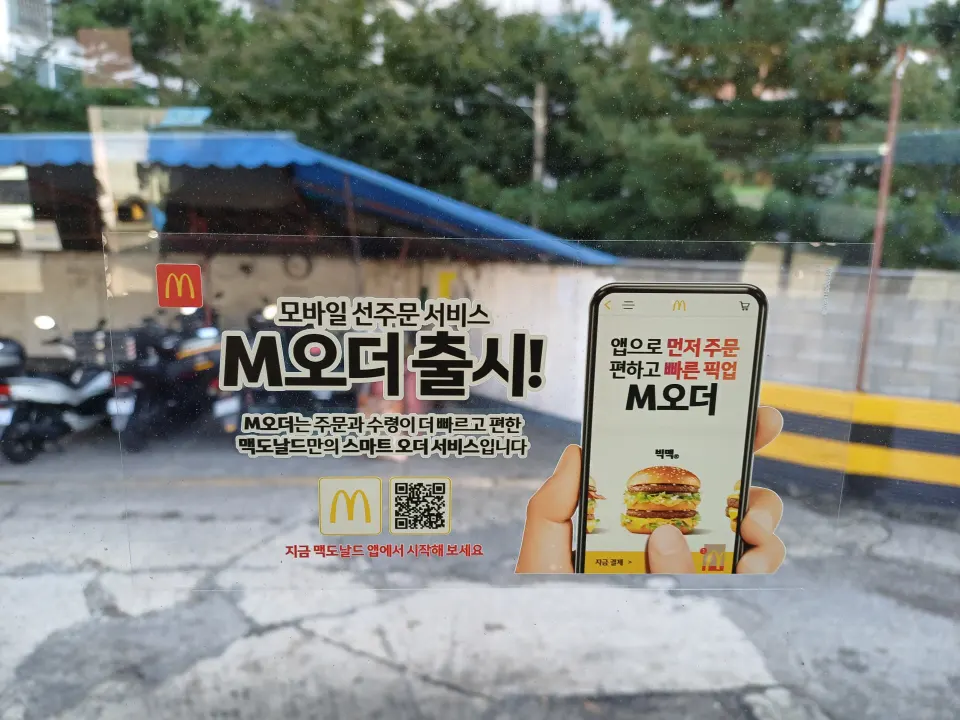 모바일 선주문 서비스
M오더 출시!
M오더는 주문과 수령이 더 빠르고 편한
맥도날드만의 스마트 오더 서비스입니다
지금 맥도날드 앱에서 시작해 보세요
앱으로 먼저 주문
편하고 빠른 픽업
M오더
빅맥®
지금 결제 >